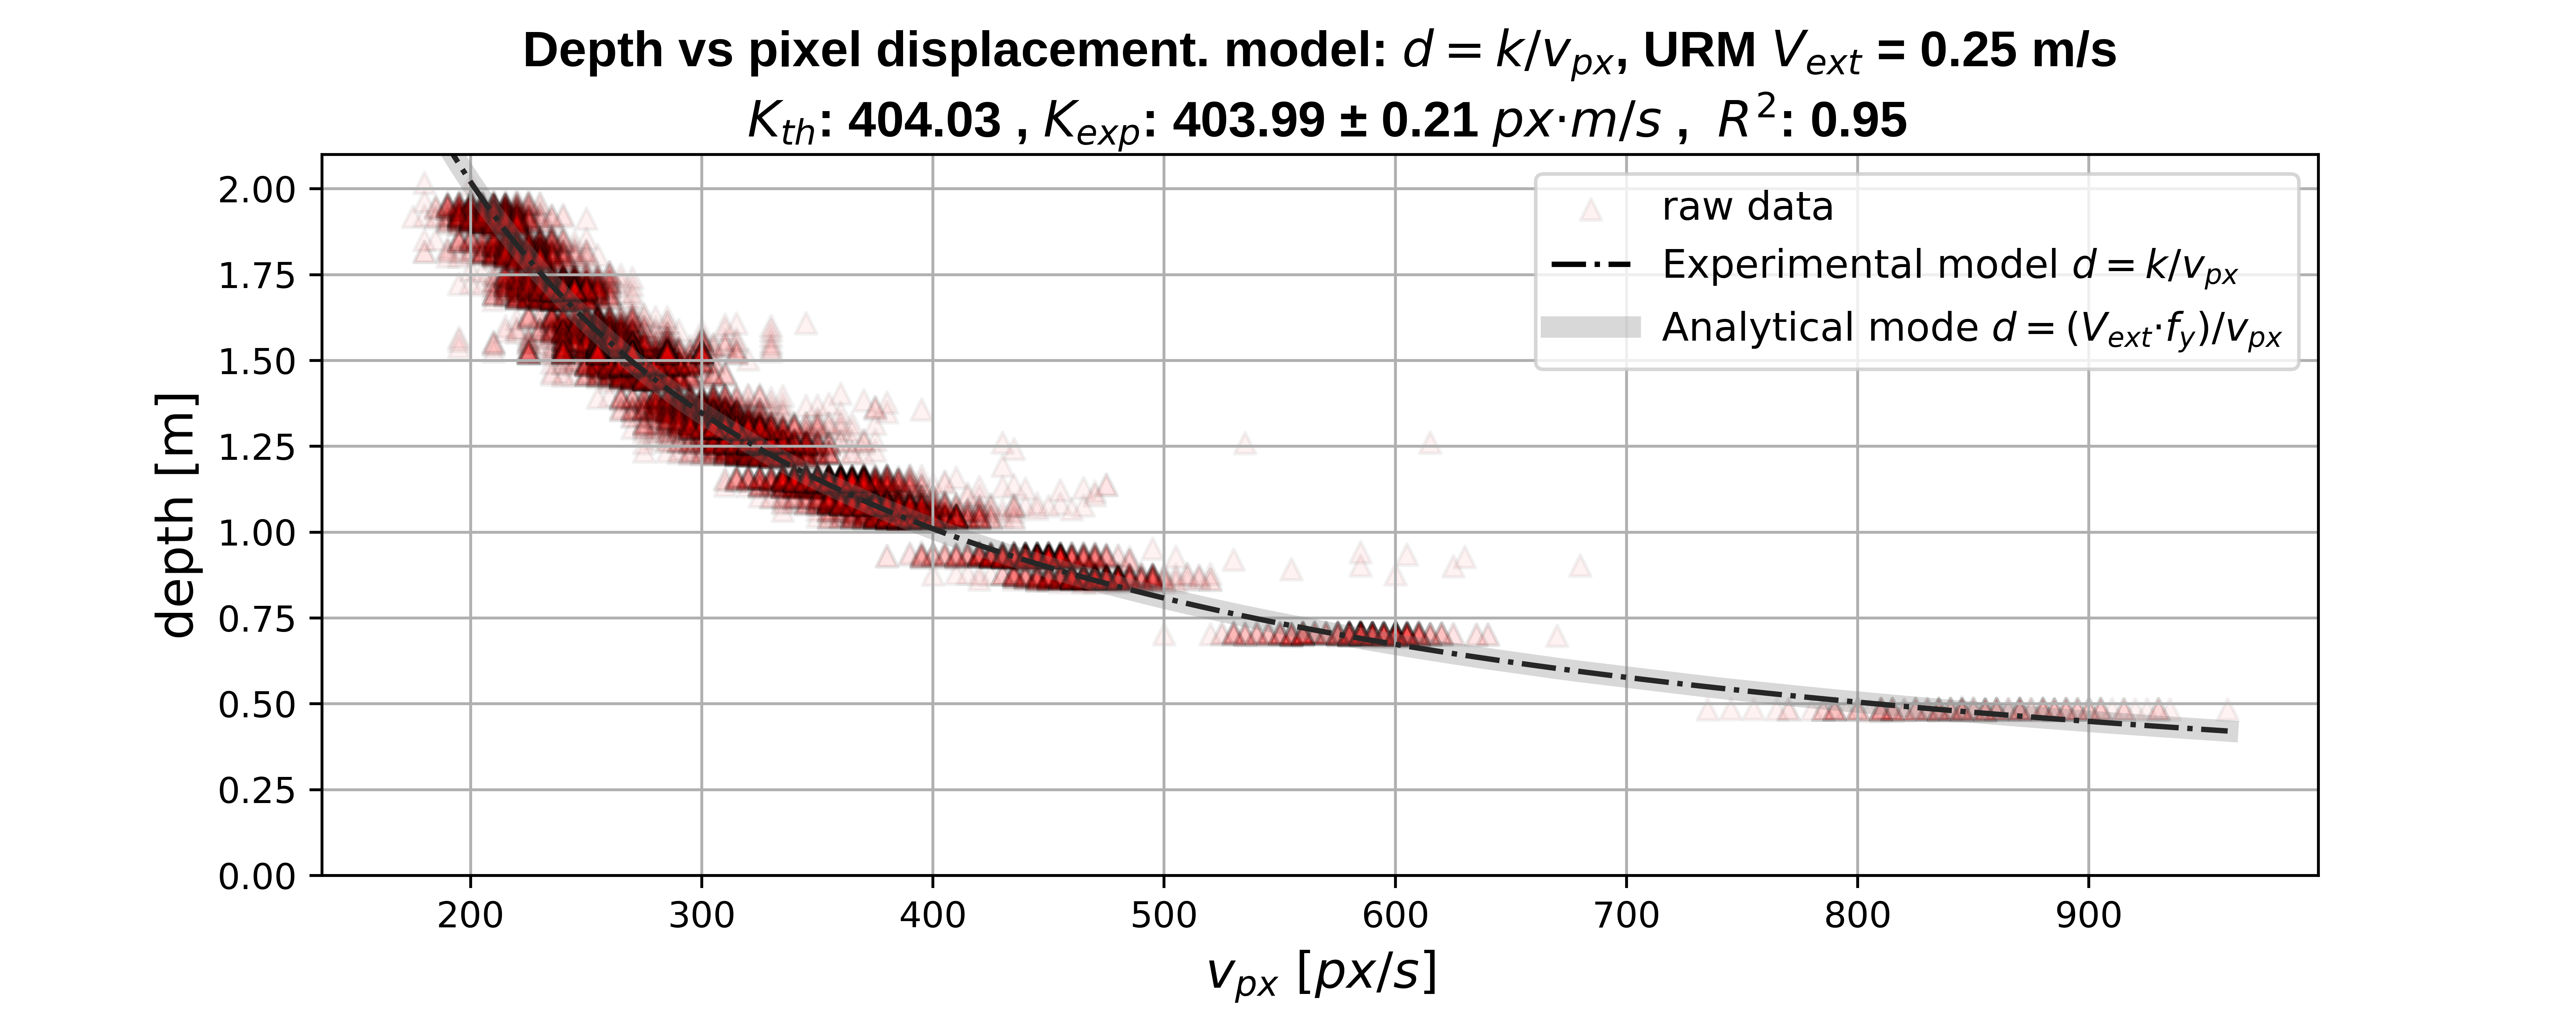 Depth vs pixel displacement. model: d = k/v_px, URM V_ext = 0.25 m/s
K_th: 404.03 , K_exp: 403.99 ± 0.21 px·m/s , R²: 0.95
raw data
Experimental model d = k/v_px
Analytical mode d = (V_ext·f_y)/v_px
depth [m]
2.00
1.75
1.50
1.25
1.00
0.75
0.50
0.25
0.00
200 300 400 500 600 700 800 900
v_px [px/s]